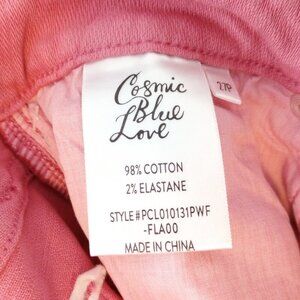 Cosmic
Blue
Love
27P
98% COTTON
2% ELASTANE
STYLE#PCL010131PWF
-FLA00
MADE IN CHINA